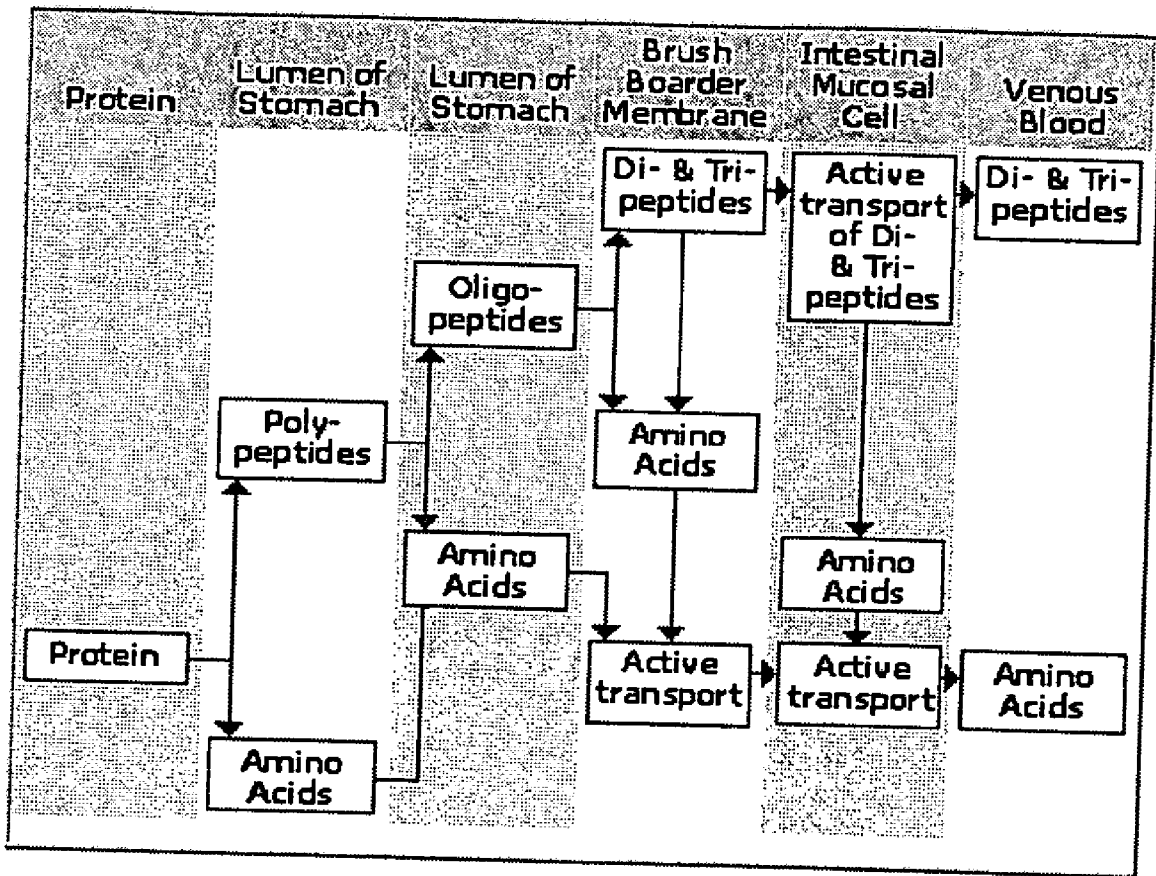 Protein
Lumen of
Stomach
Lumen of
Stomach
Brush
Boarder
Membrane
Intestinal
Mucosal
Cell
Venous
Blood
Di- & Tri-
peptides
Active
transport
of Di-
& Tri-
peptides
Di- & Tri-
peptides
Oligo-
peptides
Poly-
peptides
Amino
Acids
Amino
Acids
Amino
Acids
Protein
Active
transport
Active
transport
Amino
Acids
Amino
Acids